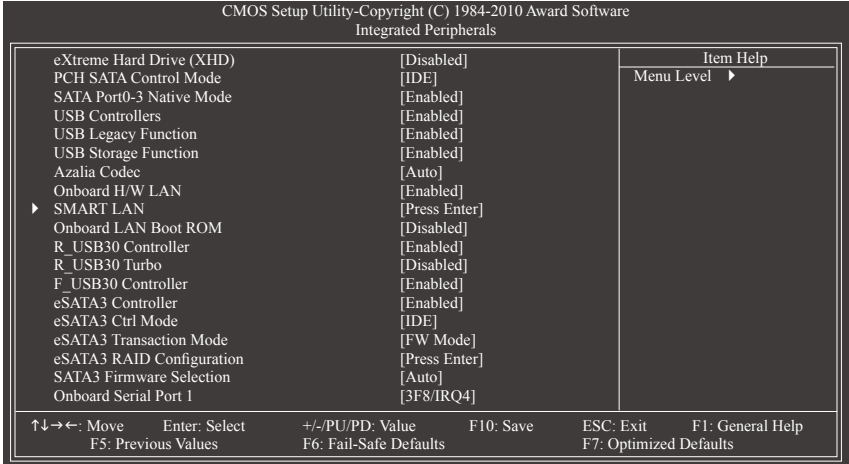 CMOS Setup Utility-Copyright (C) 1984-2010 Award Software
Integrated Peripherals
eXtreme Hard Drive (XHD) [Disabled]
PCH SATA Control Mode [IDE]
SATA Port0-3 Native Mode [Enabled]
USB Controllers [Enabled]
USB Legacy Function [Enabled]
USB Storage Function [Enabled]
Azalia Codec [Auto]
Onboard H/W LAN [Enabled]
SMART LAN [Press Enter]
Onboard LAN Boot ROM [Disabled]
R_USB30 Controller [Enabled]
R_USB30 Turbo [Disabled]
F_USB30 Controller [Enabled]
eSATA3 Controller [Enabled]
eSATA3 Ctrl Mode [IDE]
eSATA3 Transaction Mode [FW Mode]
eSATA3 RAID Configuration [Press Enter]
SATA3 Firmware Selection [Auto]
Onboard Serial Port 1 [3F8/IRQ4]
Item Help
Menu Level
↑↓→←: Move Enter: Select +/-/PU/PD: Value F10: Save ESC: Exit F1: General Help
F5: Previous Values F6: Fail-Safe Defaults F7: Optimized Defaults